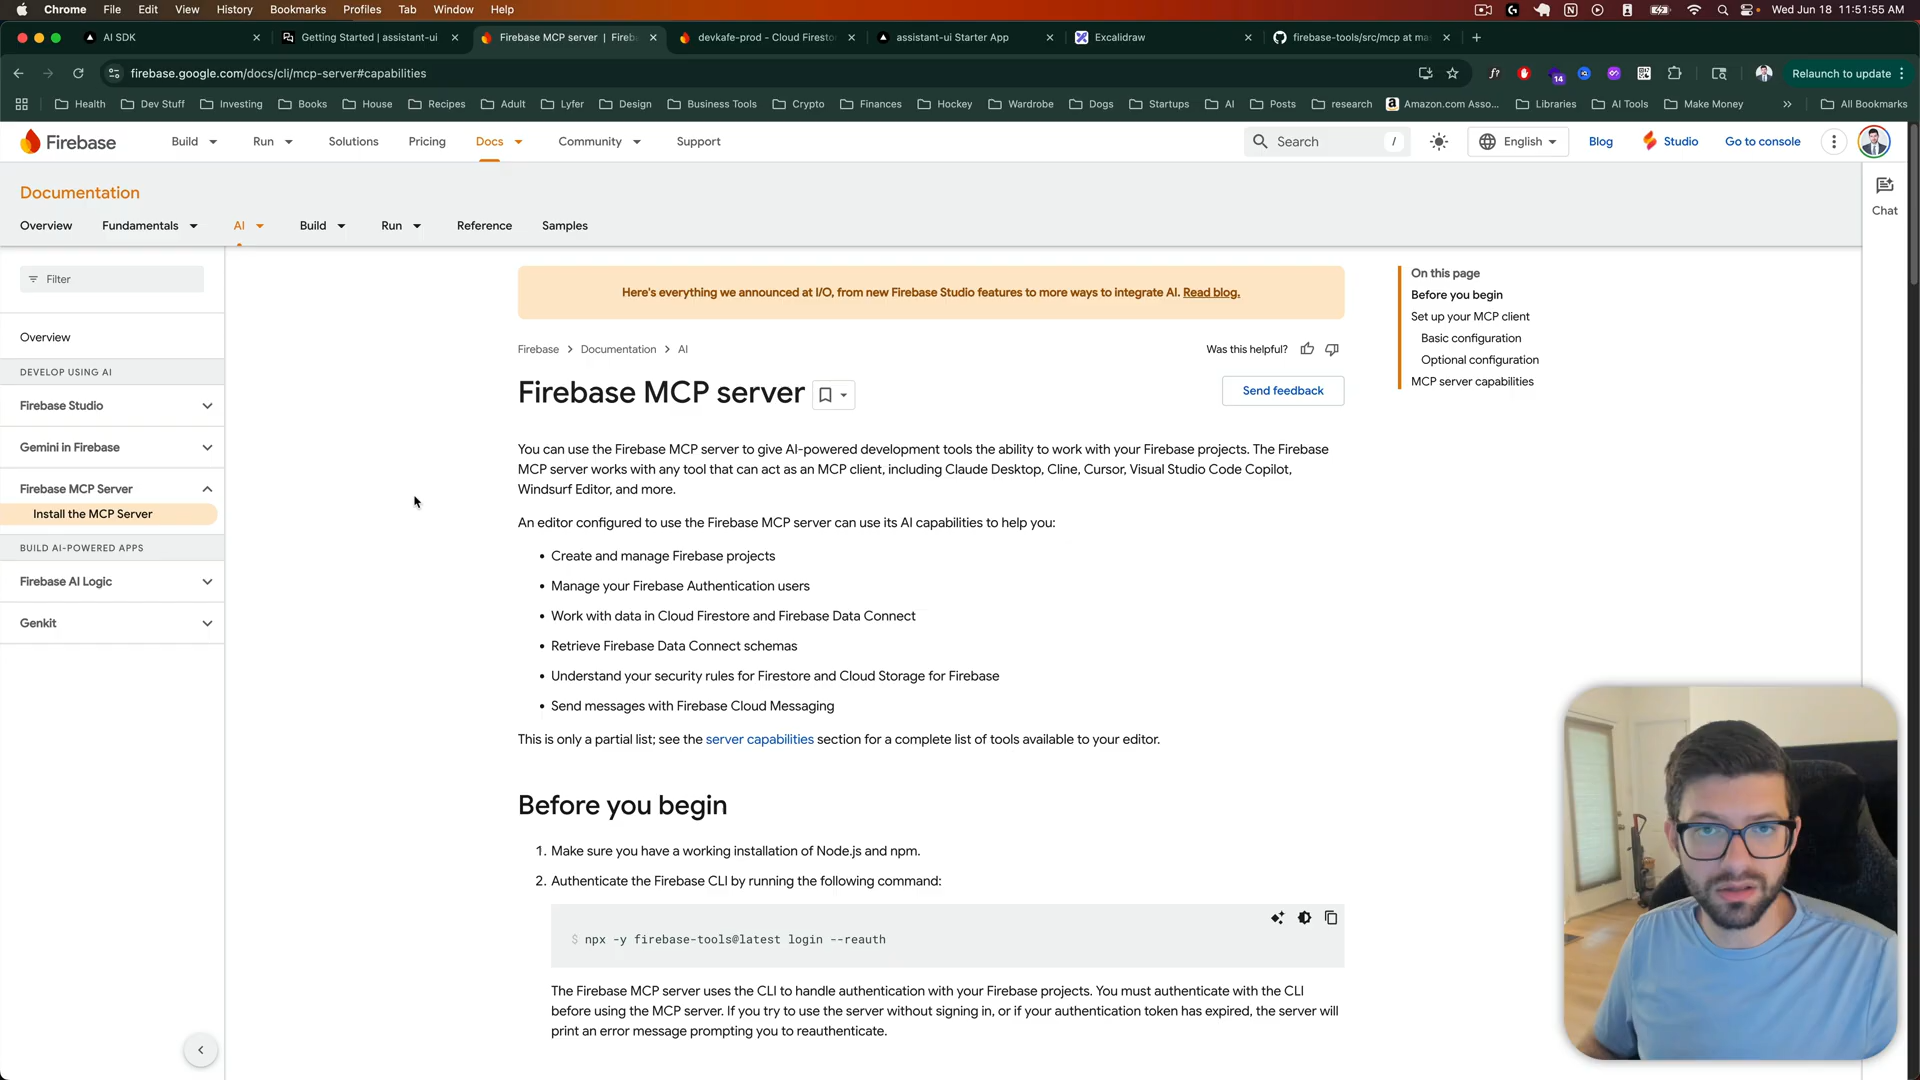 Chrome File Edit View History Bookmarks Profiles Tab Window Help Wed Jun 18 11:51:55 AM
AI SDK Getting Started | assistant-ui Firebase MCP server | Fireb devkafe-prod - Cloud Firesto assistant-ui Starter App Excalidraw firebase-tools/src/mcp at ma
firebase.google.com/docs/cli/mcp-server#capabilities f? 14 Relaunch to update
Health Dev Stuff Investing Books House Recipes Adult Lyfer Design Business Tools Crypto Finances Hockey Wardrobe Dogs Startups AI Posts research Amazon.com Asso... Libraries AI Tools Make Money » All Bookmarks
Firebase Build Run Solutions Pricing Docs Community Support Search / English Blog Studio Go to console
Documentation
Overview Fundamentals AI Build Run Reference Samples
Chat
Filter
Overview
DEVELOP USING AI
Firebase Studio
Gemini in Firebase
Firebase MCP Server
Install the MCP Server
BUILD AI-POWERED APPS
Firebase AI Logic
Genkit
Here's everything we announced at I/O, from new Firebase Studio features to more ways to integrate AI. Read blog.
Firebase > Documentation > AI
Was this helpful?
Firebase MCP server
Send feedback
You can use the Firebase MCP server to give AI-powered development tools the ability to work with your Firebase projects. The Firebase
MCP server works with any tool that can act as an MCP client, including Claude Desktop, Cline, Cursor, Visual Studio Code Copilot,
Windsurf Editor, and more.
An editor configured to use the Firebase MCP server can use its AI capabilities to help you:
• Create and manage Firebase projects
• Manage your Firebase Authentication users
• Work with data in Cloud Firestore and Firebase Data Connect
• Retrieve Firebase Data Connect schemas
• Understand your security rules for Firestore and Cloud Storage for Firebase
• Send messages with Firebase Cloud Messaging
This is only a partial list; see the server capabilities section for a complete list of tools available to your editor.
Before you begin
1. Make sure you have a working installation of Node.js and npm.
2. Authenticate the Firebase CLI by running the following command:
$ npx -y firebase-tools@latest login --reauth
The Firebase MCP server uses the CLI to handle authentication with your Firebase projects. You must authenticate with the CLI
before using the MCP server. If you try to use the server without signing in, or if your authentication token has expired, the server will
print an error message prompting you to reauthenticate.
On this page
Before you begin
Set up your MCP client
Basic configuration
Optional configuration
MCP server capabilities